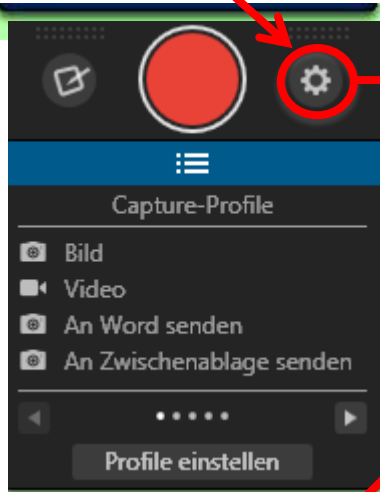 Capture-Profile
Bild
Video
An Word senden
An Zwischenablage senden
Profile einstellen